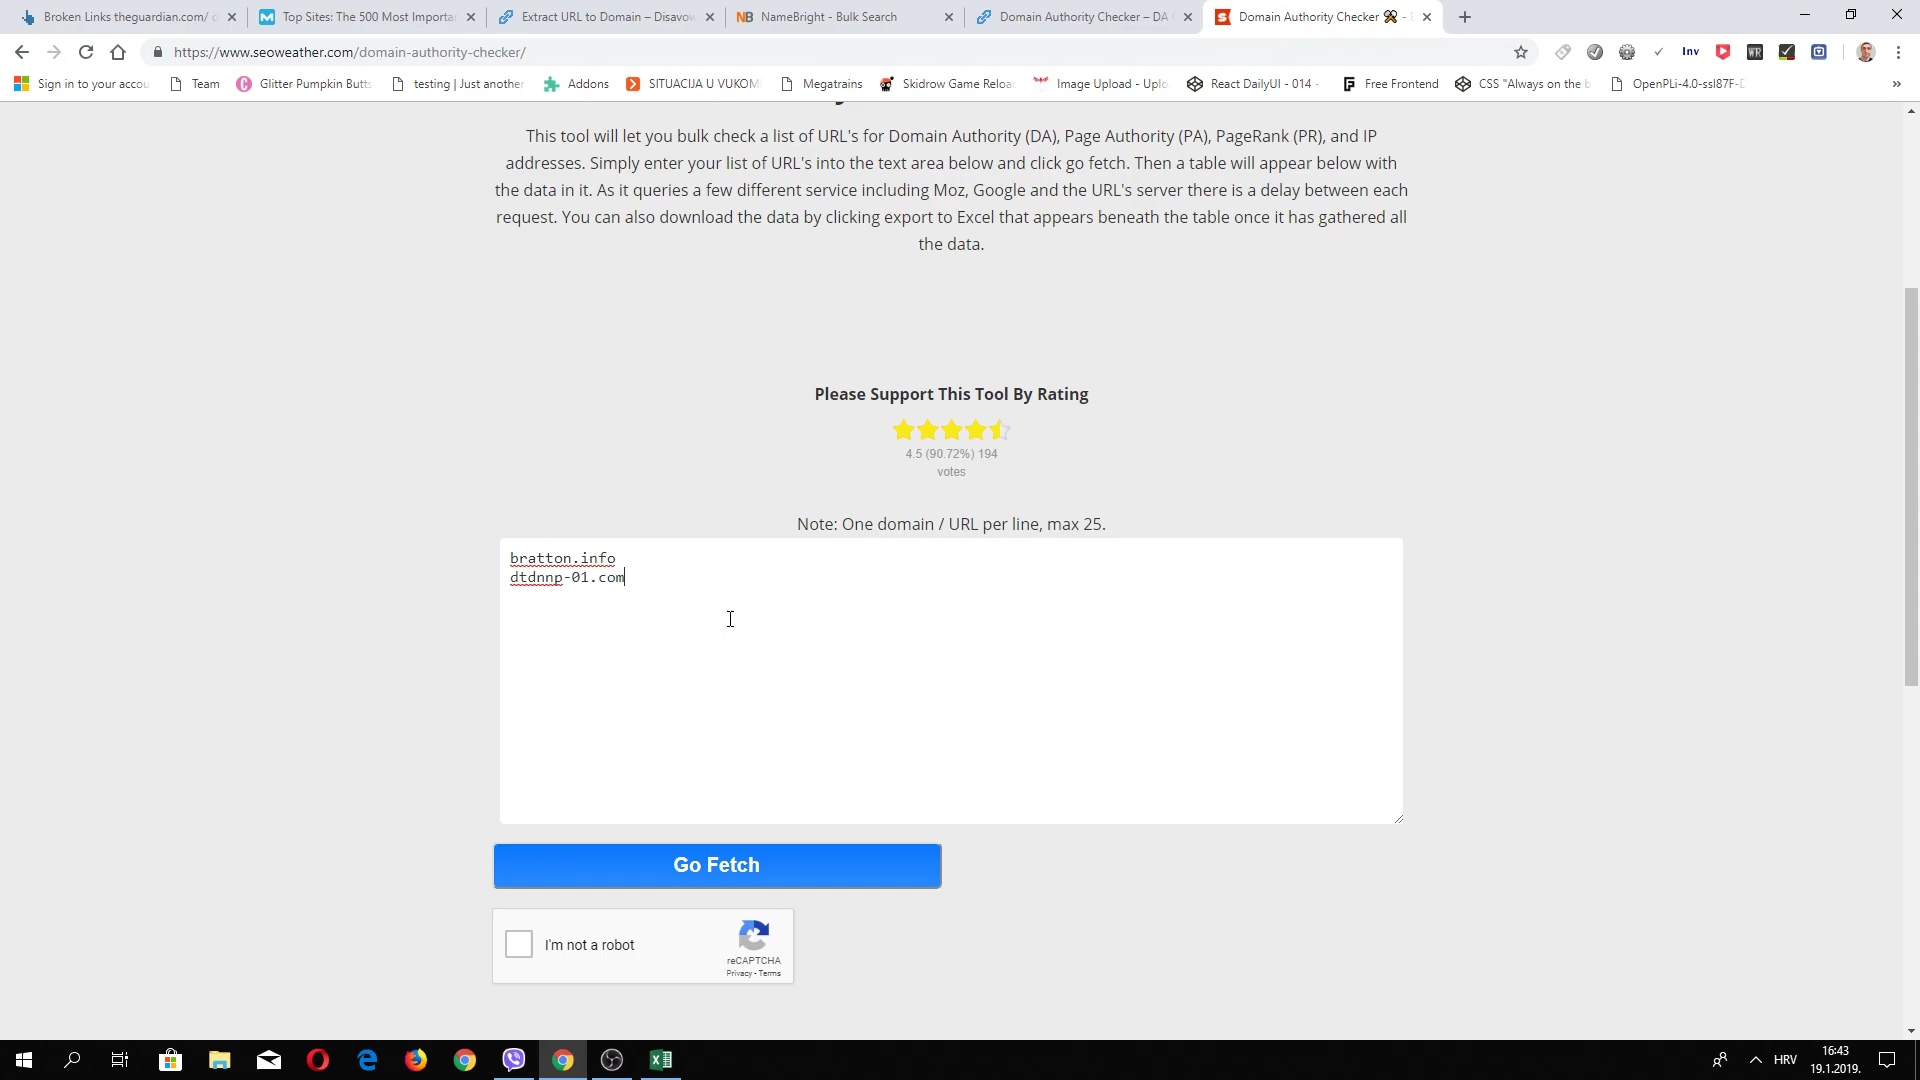 Broken Links theguardian.com/
Top Sites: The 500 Most Importa
Extract URL to Domain – Disavow
NB NameBright - Bulk Search
Domain Authority Checker – DA
Domain Authority Checker
https://www.seoweather.com/domain-authority-checker/
Inv
WR
Sign in to your accou
Team
Glitter Pumpkin Butts
testing | Just another
Addons
SITUACIJA U VUKOM
Megatrains
Skidrow Game Reloa
Image Upload - Uplo
React DailyUI - 014 -
Free Frontend
CSS "Always on the b
OpenPLi-4.0-ssl87F-D
»
This tool will let you bulk check a list of URL's for Domain Authority (DA), Page Authority (PA), PageRank (PR), and IP
addresses. Simply enter your list of URL's into the text area below and click go fetch. Then a table will appear below with
the data in it. As it queries a few different service including Moz, Google and the URL's server there is a delay between each
request. You can also download the data by clicking export to Excel that appears beneath the table once it has gathered all
the data.
Please Support This Tool By Rating
4.5 (90.72%) 194
votes
Note: One domain / URL per line, max 25.
bratton.info
dtdnnp-01.com
Go Fetch
I'm not a robot
reCAPTCHA
Privacy - Terms
HRV
16:43
19.1.2019.